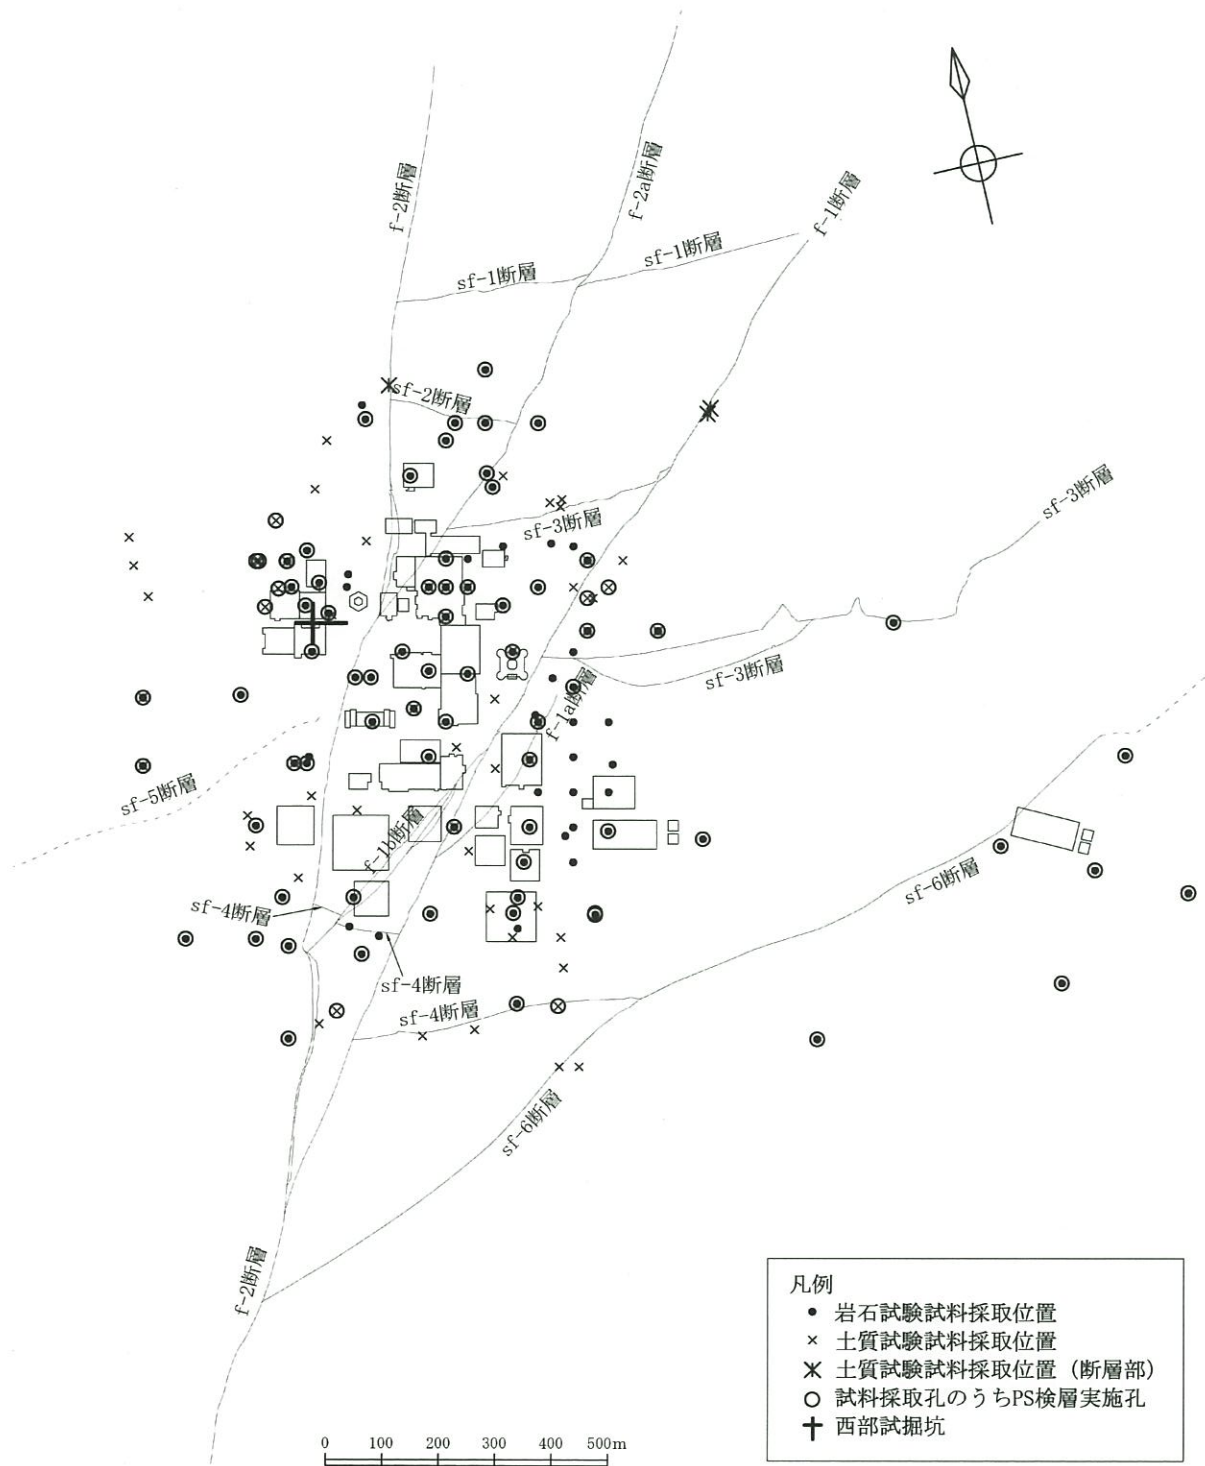 f-2断層
f-2a断層
f-1断層
sf-1断層
sf-1断層
sf-2断層
sf-3断層
sf-3断層
sf-3断層
f-1a断層
sf-5断層
f-1b断層
sf-6断層
sf-4断層
sf-4断層
sf-4断層
sf-6断層
f-2断層
凡例
岩石試験試料採取位置
土質試験試料採取位置
土質試験試料採取位置（断層部）
試料採取孔のうちPS検層実施孔
西部試掘坑
0 100 200 300 400 500m